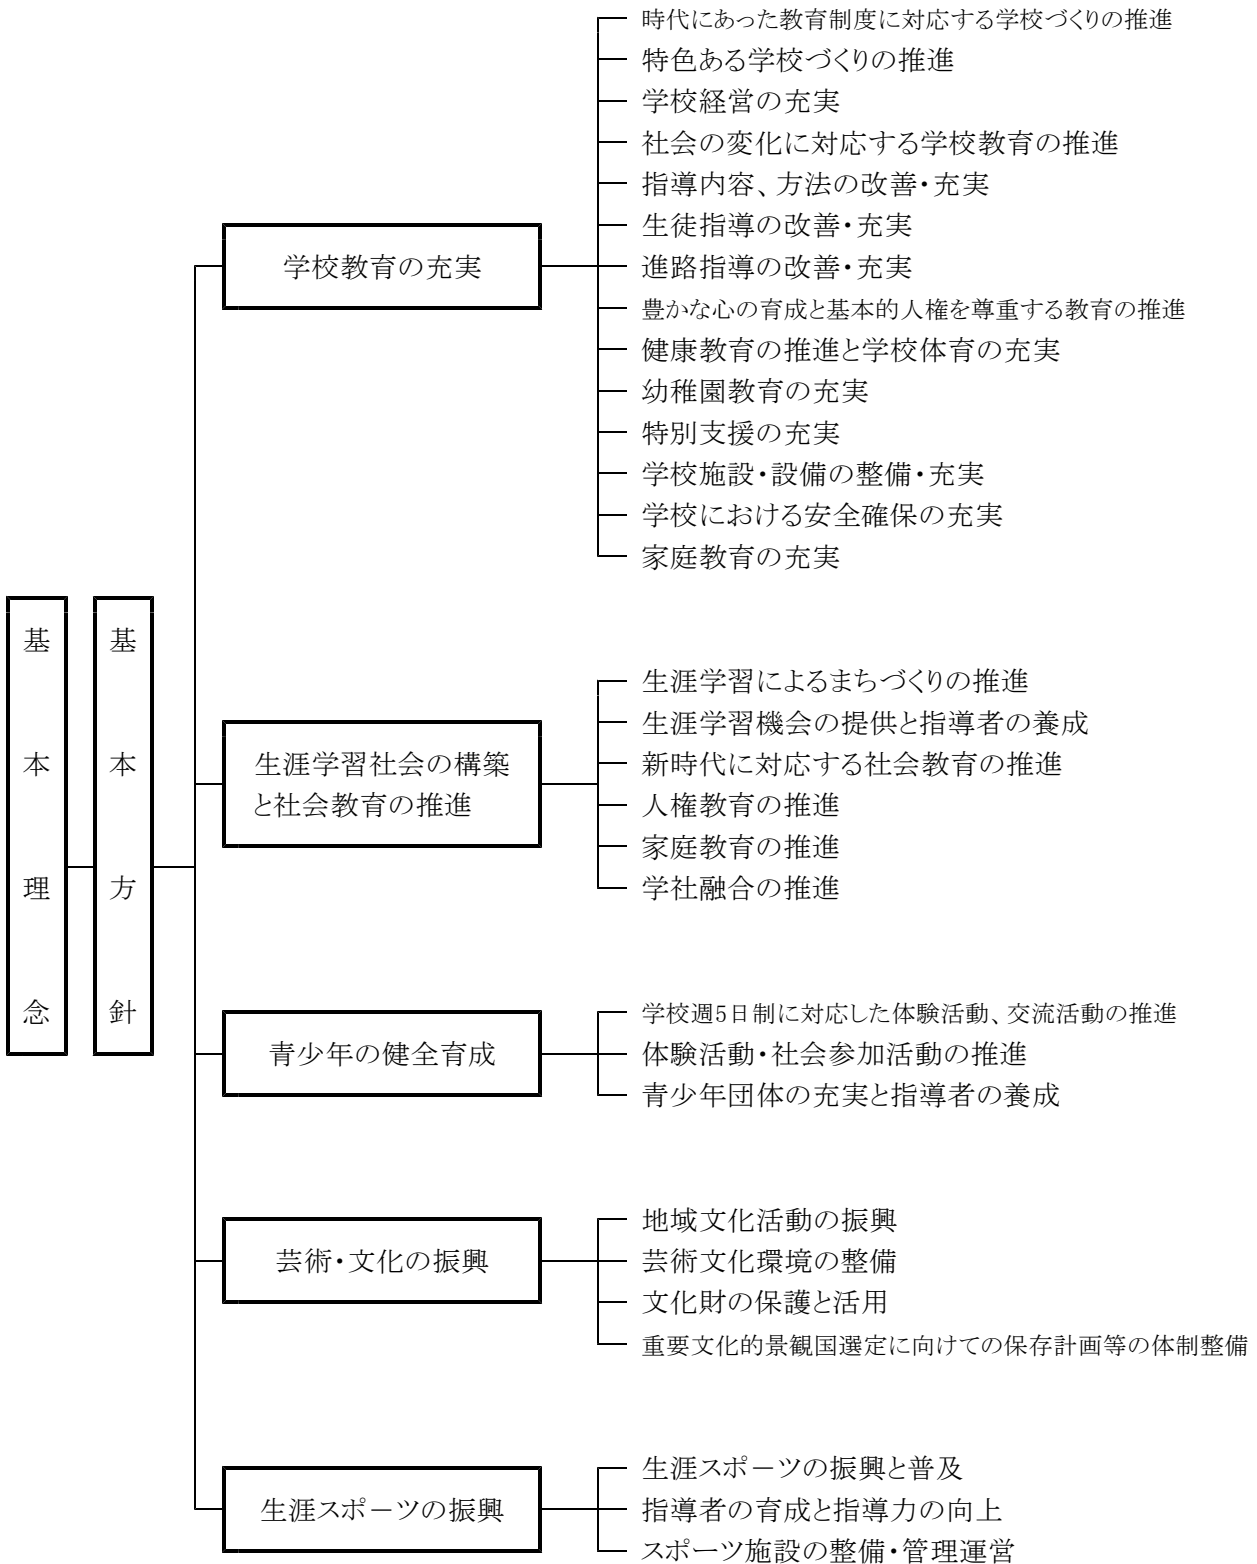 基本理念
基本方針
学校教育の充実
時代にあった教育制度に対応する学校づくりの推進
特色ある学校づくりの推進
学校経営の充実
社会の変化に対応する学校教育の推進
指導内容、方法の改善・充実
生徒指導の改善・充実
進路指導の改善・充実
豊かな心の育成と基本的人権を尊重する教育の推進
健康教育の推進と学校体育の充実
幼稚園教育の充実
特別支援の充実
学校施設・設備の整備・充実
学校における安全確保の充実
家庭教育の充実
生涯学習社会の構築
と社会教育の推進
生涯学習によるまちづくりの推進
生涯学習機会の提供と指導者の養成
新時代に対応する社会教育の推進
人権教育の推進
家庭教育の推進
学社融合の推進
青少年の健全育成
学校週5日制に対応した体験活動、交流活動の推進
体験活動・社会参加活動の推進
青少年団体の充実と指導者の養成
芸術・文化の振興
地域文化活動の振興
芸術文化環境の整備
文化財の保護と活用
重要文化的景観国選定に向けての保存計画等の体制整備
生涯スポーツの振興
生涯スポーツの振興と普及
指導者の育成と指導力の向上
スポーツ施設の整備・管理運営